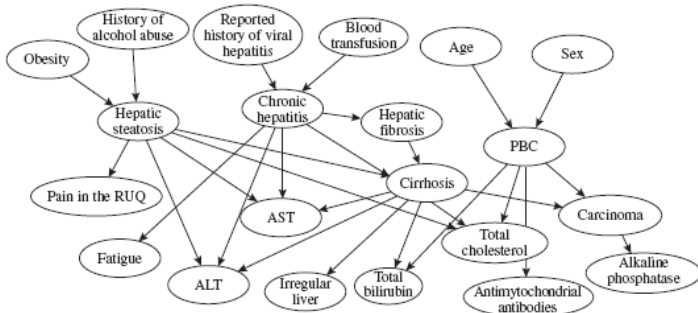 History of
alcohol abuse
Reported
history of viral
hepatitis
Blood
transfusion
Age
Sex
Obesity
Hepatic
steatosis
Chronic
hepatitis
Hepatic
fibrosis
PBC
Cirrhosis
Pain in the RUQ
AST
Carcinoma
Total
cholesterol
Fatigue
ALT
Irregular
liver
Total
bilirubin
Alkaline
phosphatase
Antimytochondrial
antibodies